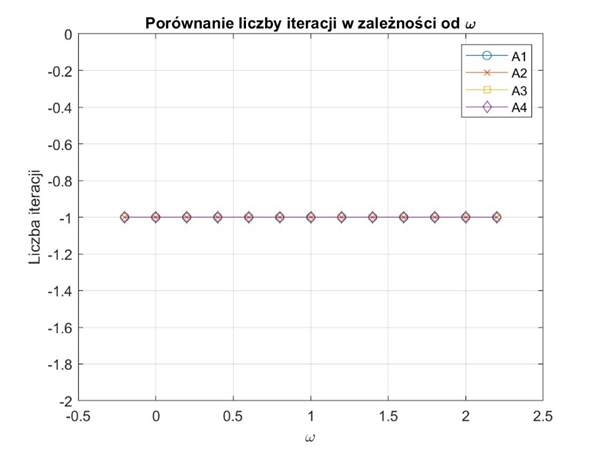 Porównanie liczby iteracji w zależności od ω
0
-0.2
-0.4
-0.6
-0.8
-1
-1.2
-1.4
-1.6
-1.8
-2
Liczba iteracji
A1
A2
A3
A4
-0.5 0 0.5 1 1.5 2 2.5
ω